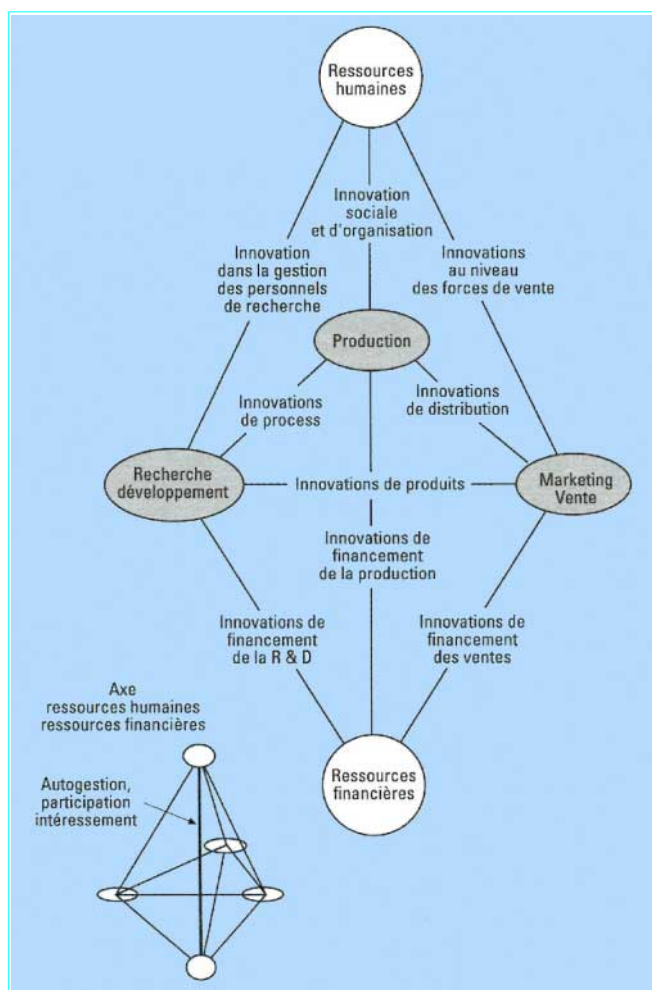 Ressources
humaines
Innovation
sociale
et d'organisation
Innovation
dans la gestion
des personnels
de recherche
Innovations
au niveau
des forces de vente
Production
Innovations
de process
Innovations
de distribution
Recherche
développement
Innovations de produits
Marketing
Vente
Innovations de
financement
de la production
Innovations de
financement
de la R & D
Innovations de
financement
des ventes
Axe
ressources humaines
ressources financières
Ressources
financières
Autogestion,
participation
intéressement